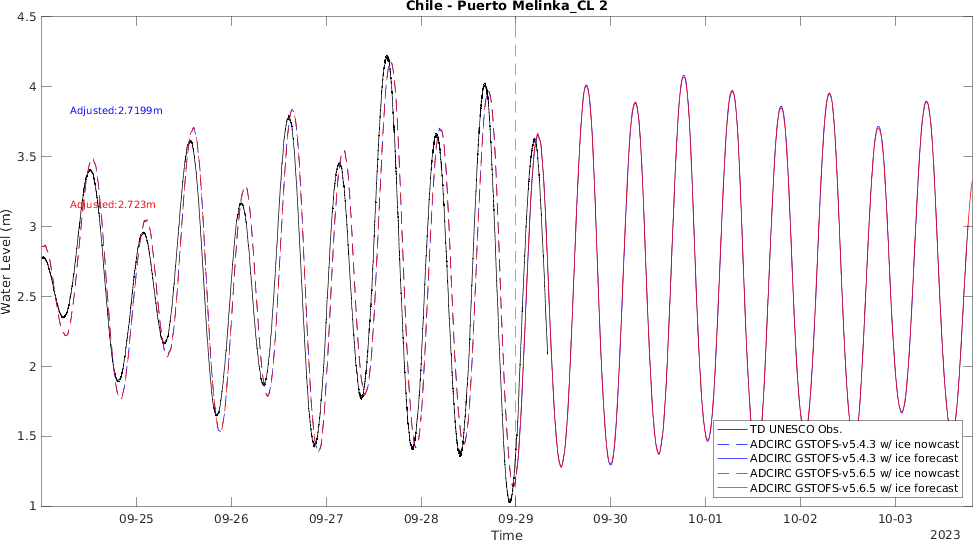 Chile - Puerto Melinka_CL 2
4.5
4
3.5
3
2.5
2
1.5
1
Water Level (m)
Adjusted:2.7199m
Adjusted:2.723m
TD UNESCO Obs.
ADCIRC GSTOFS-v5.4.3 w/ ice nowcast
ADCIRC GSTOFS-v5.4.3 w/ ice forecast
ADCIRC GSTOFS-v5.6.5 w/ ice nowcast
ADCIRC GSTOFS-v5.6.5 w/ ice forecast
09-25 09-26 09-27 09-28 09-29 09-30 10-01 10-02 10-03
Time
2023